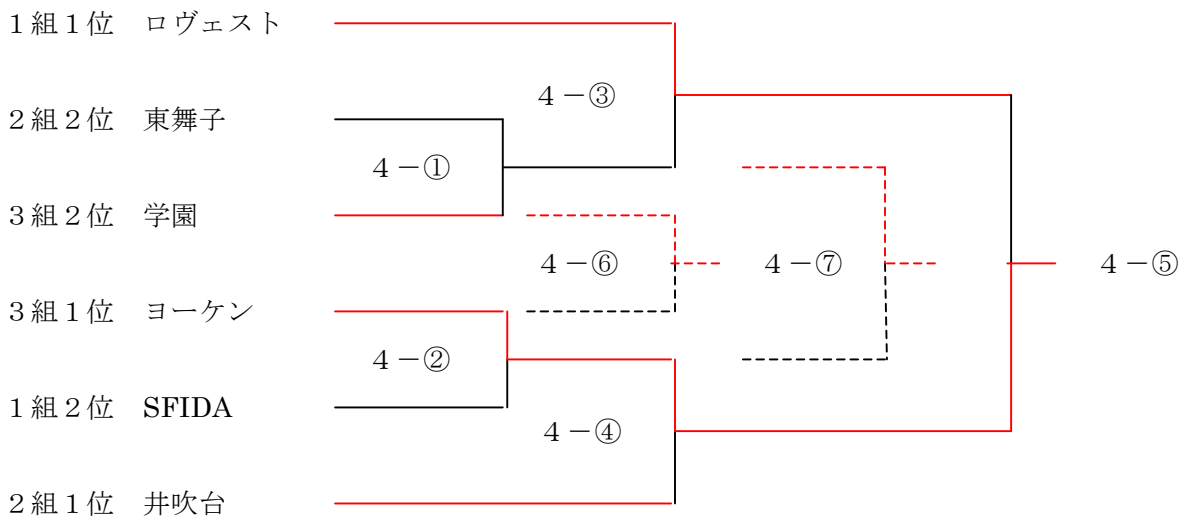 1組1位 ロヴェスト
4-③
2組2位 東舞子
4-①
3組2位 学園
4-⑥ 4-⑦ 4-⑤
3組1位 ヨーケン
4-②
1組2位 SFIDA
4-④
2組1位 井吹台